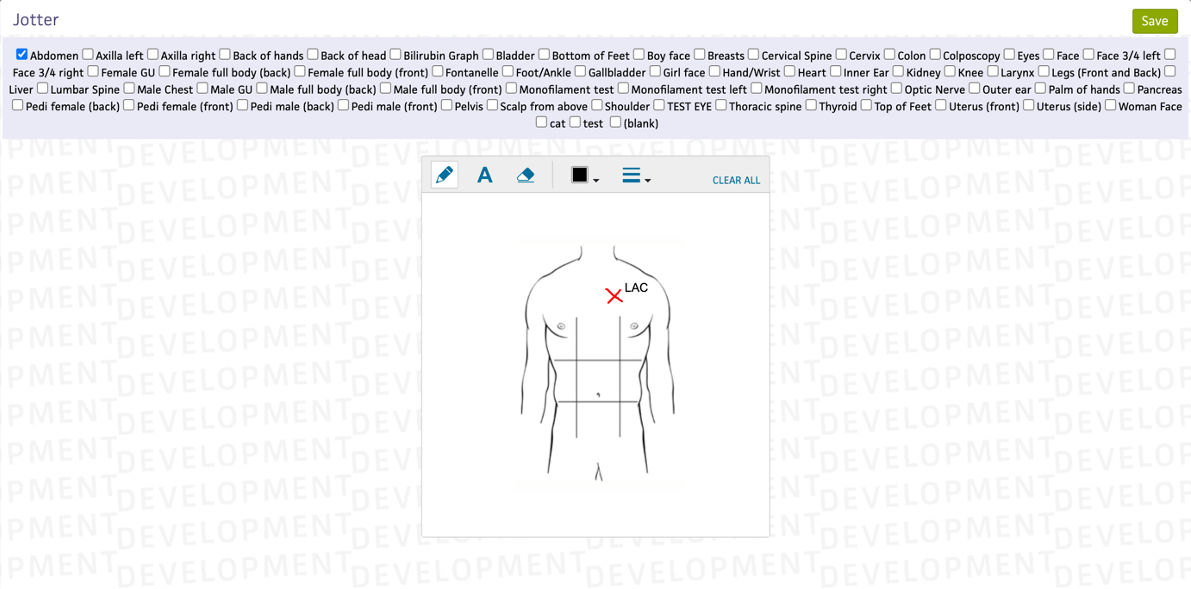 Jotter
Save
Abdomen Axilla left Axilla right Back of hands Back of head Bilirubin Graph Bladder Bottom of Feet Boy face Breasts Cervical Spine Cervix Colon Colposcopy Eyes Face Face 3/4 left
Face 3/4 right Female GU Female full body (back) Female full body (front) Fontanelle Foot/Ankle Gallbladder Girl face Hand/Wrist Heart Inner Ear Kidney Knee Larynx Legs (Front and Back)
Liver Lumbar Spine Male Chest Male GU Male full body (back) Male full body (front) Monofilament test Monofilament test left Monofilament test right Optic Nerve Outer ear Palm of hands Pancreas
Pedi female (back) Pedi female (front) Pedi male (back) Pedi male (front) Pelvis Scalp from above Shoulder TEST EYE Thoracic spine Thyroid Top of Feet Uterus (front) Uterus (side) Woman Face
cat test (blank)
A
CLEAR ALL
LAC
DEVELOPMENT